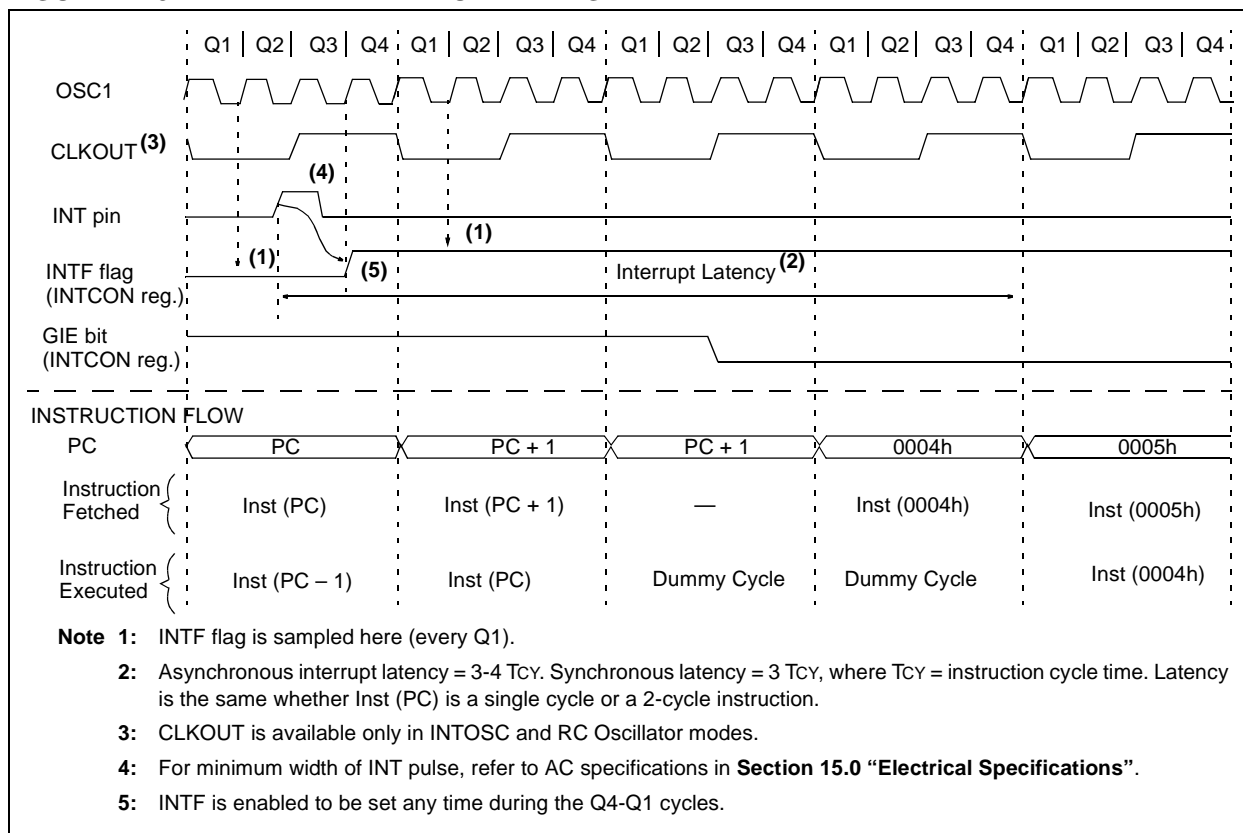 Q1 Q2 Q3 Q4 Q1 Q2 Q3 Q4 Q1 Q2 Q3 Q4 Q1 Q2 Q3 Q4 Q1 Q2 Q3 Q4
OSC1
CLKOUT (3)
(4)
INT pin
(1)
(1)
(5)
INTF flag
(INTCON reg.)
Interrupt Latency (2)
GIE bit
(INTCON reg.)
INSTRUCTION FLOW
PC PC PC + 1 PC + 1 0004h 0005h
Instruction
Fetched
Inst (PC) Inst (PC + 1) — Inst (0004h) Inst (0005h)
Instruction
Executed
Inst (PC – 1) Inst (PC) Dummy Cycle Dummy Cycle Inst (0004h)
Note 1: INTF flag is sampled here (every Q1).
2: Asynchronous interrupt latency = 3-4 TCY. Synchronous latency = 3 TCY, where TCY = instruction cycle time. Latency
is the same whether Inst (PC) is a single cycle or a 2-cycle instruction.
3: CLKOUT is available only in INTOSC and RC Oscillator modes.
4: For minimum width of INT pulse, refer to AC specifications in Section 15.0 “Electrical Specifications”.
5: INTF is enabled to be set any time during the Q4-Q1 cycles.